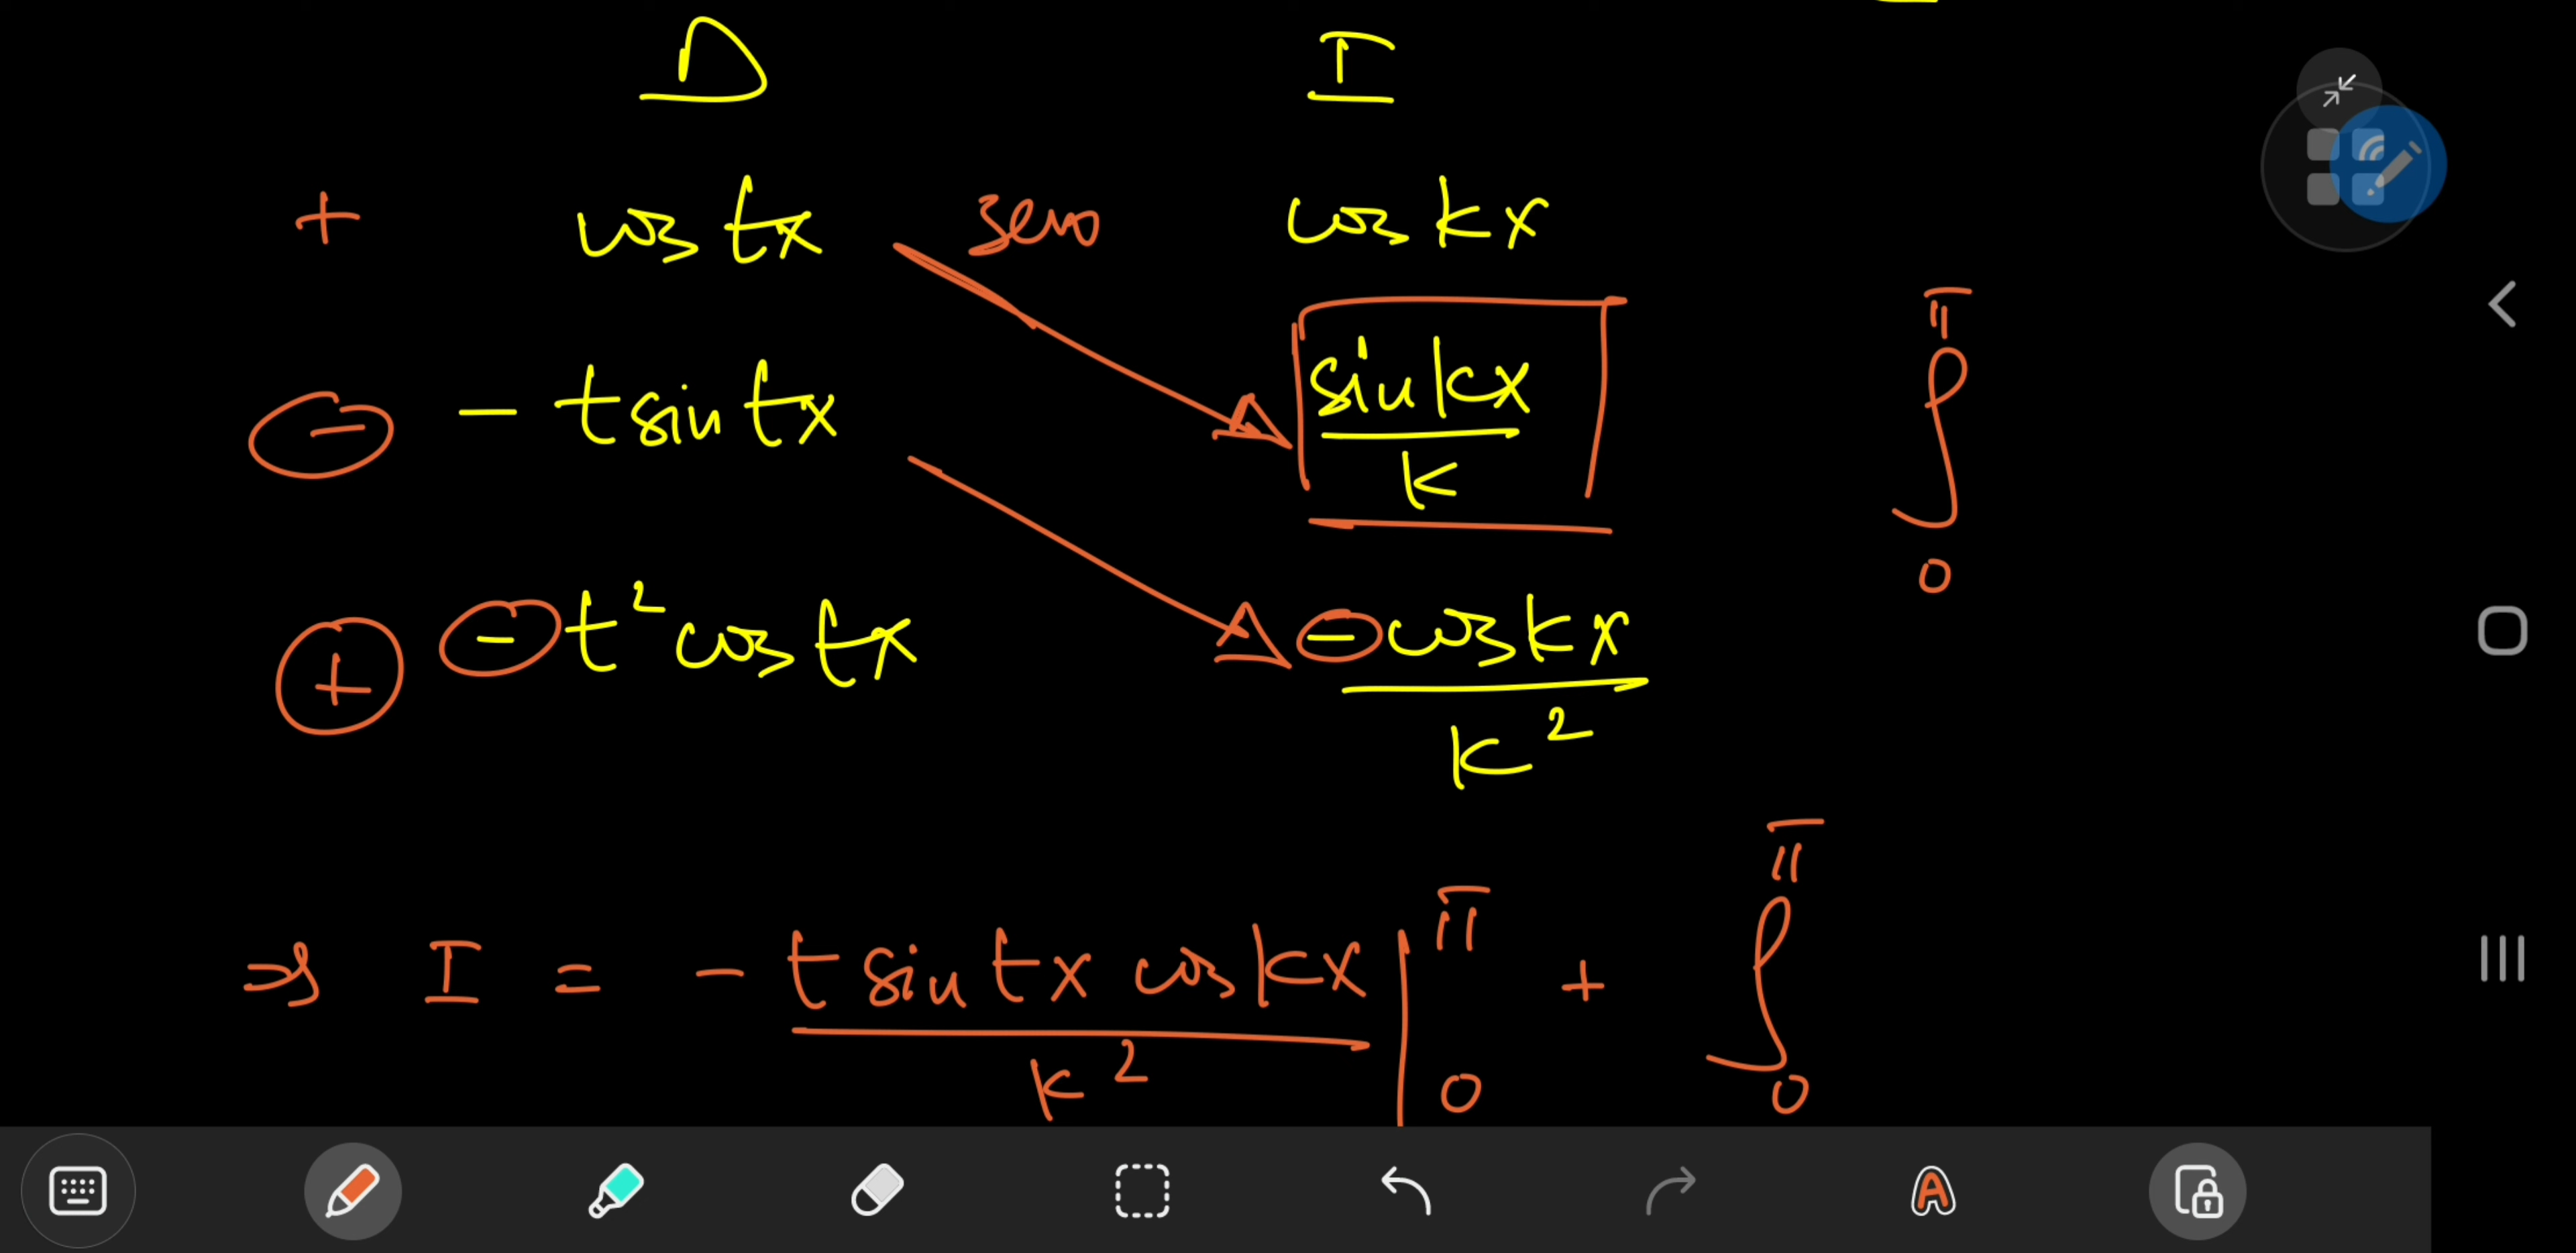 D I
+ cos tx zero cos kx
π
− − t sin tx sin kx / k ∫
0
+ − t² cos tx − cos kx / k²
⇒ I = − t sin tx cos kx / k² |₀^π + ∫₀^π
A